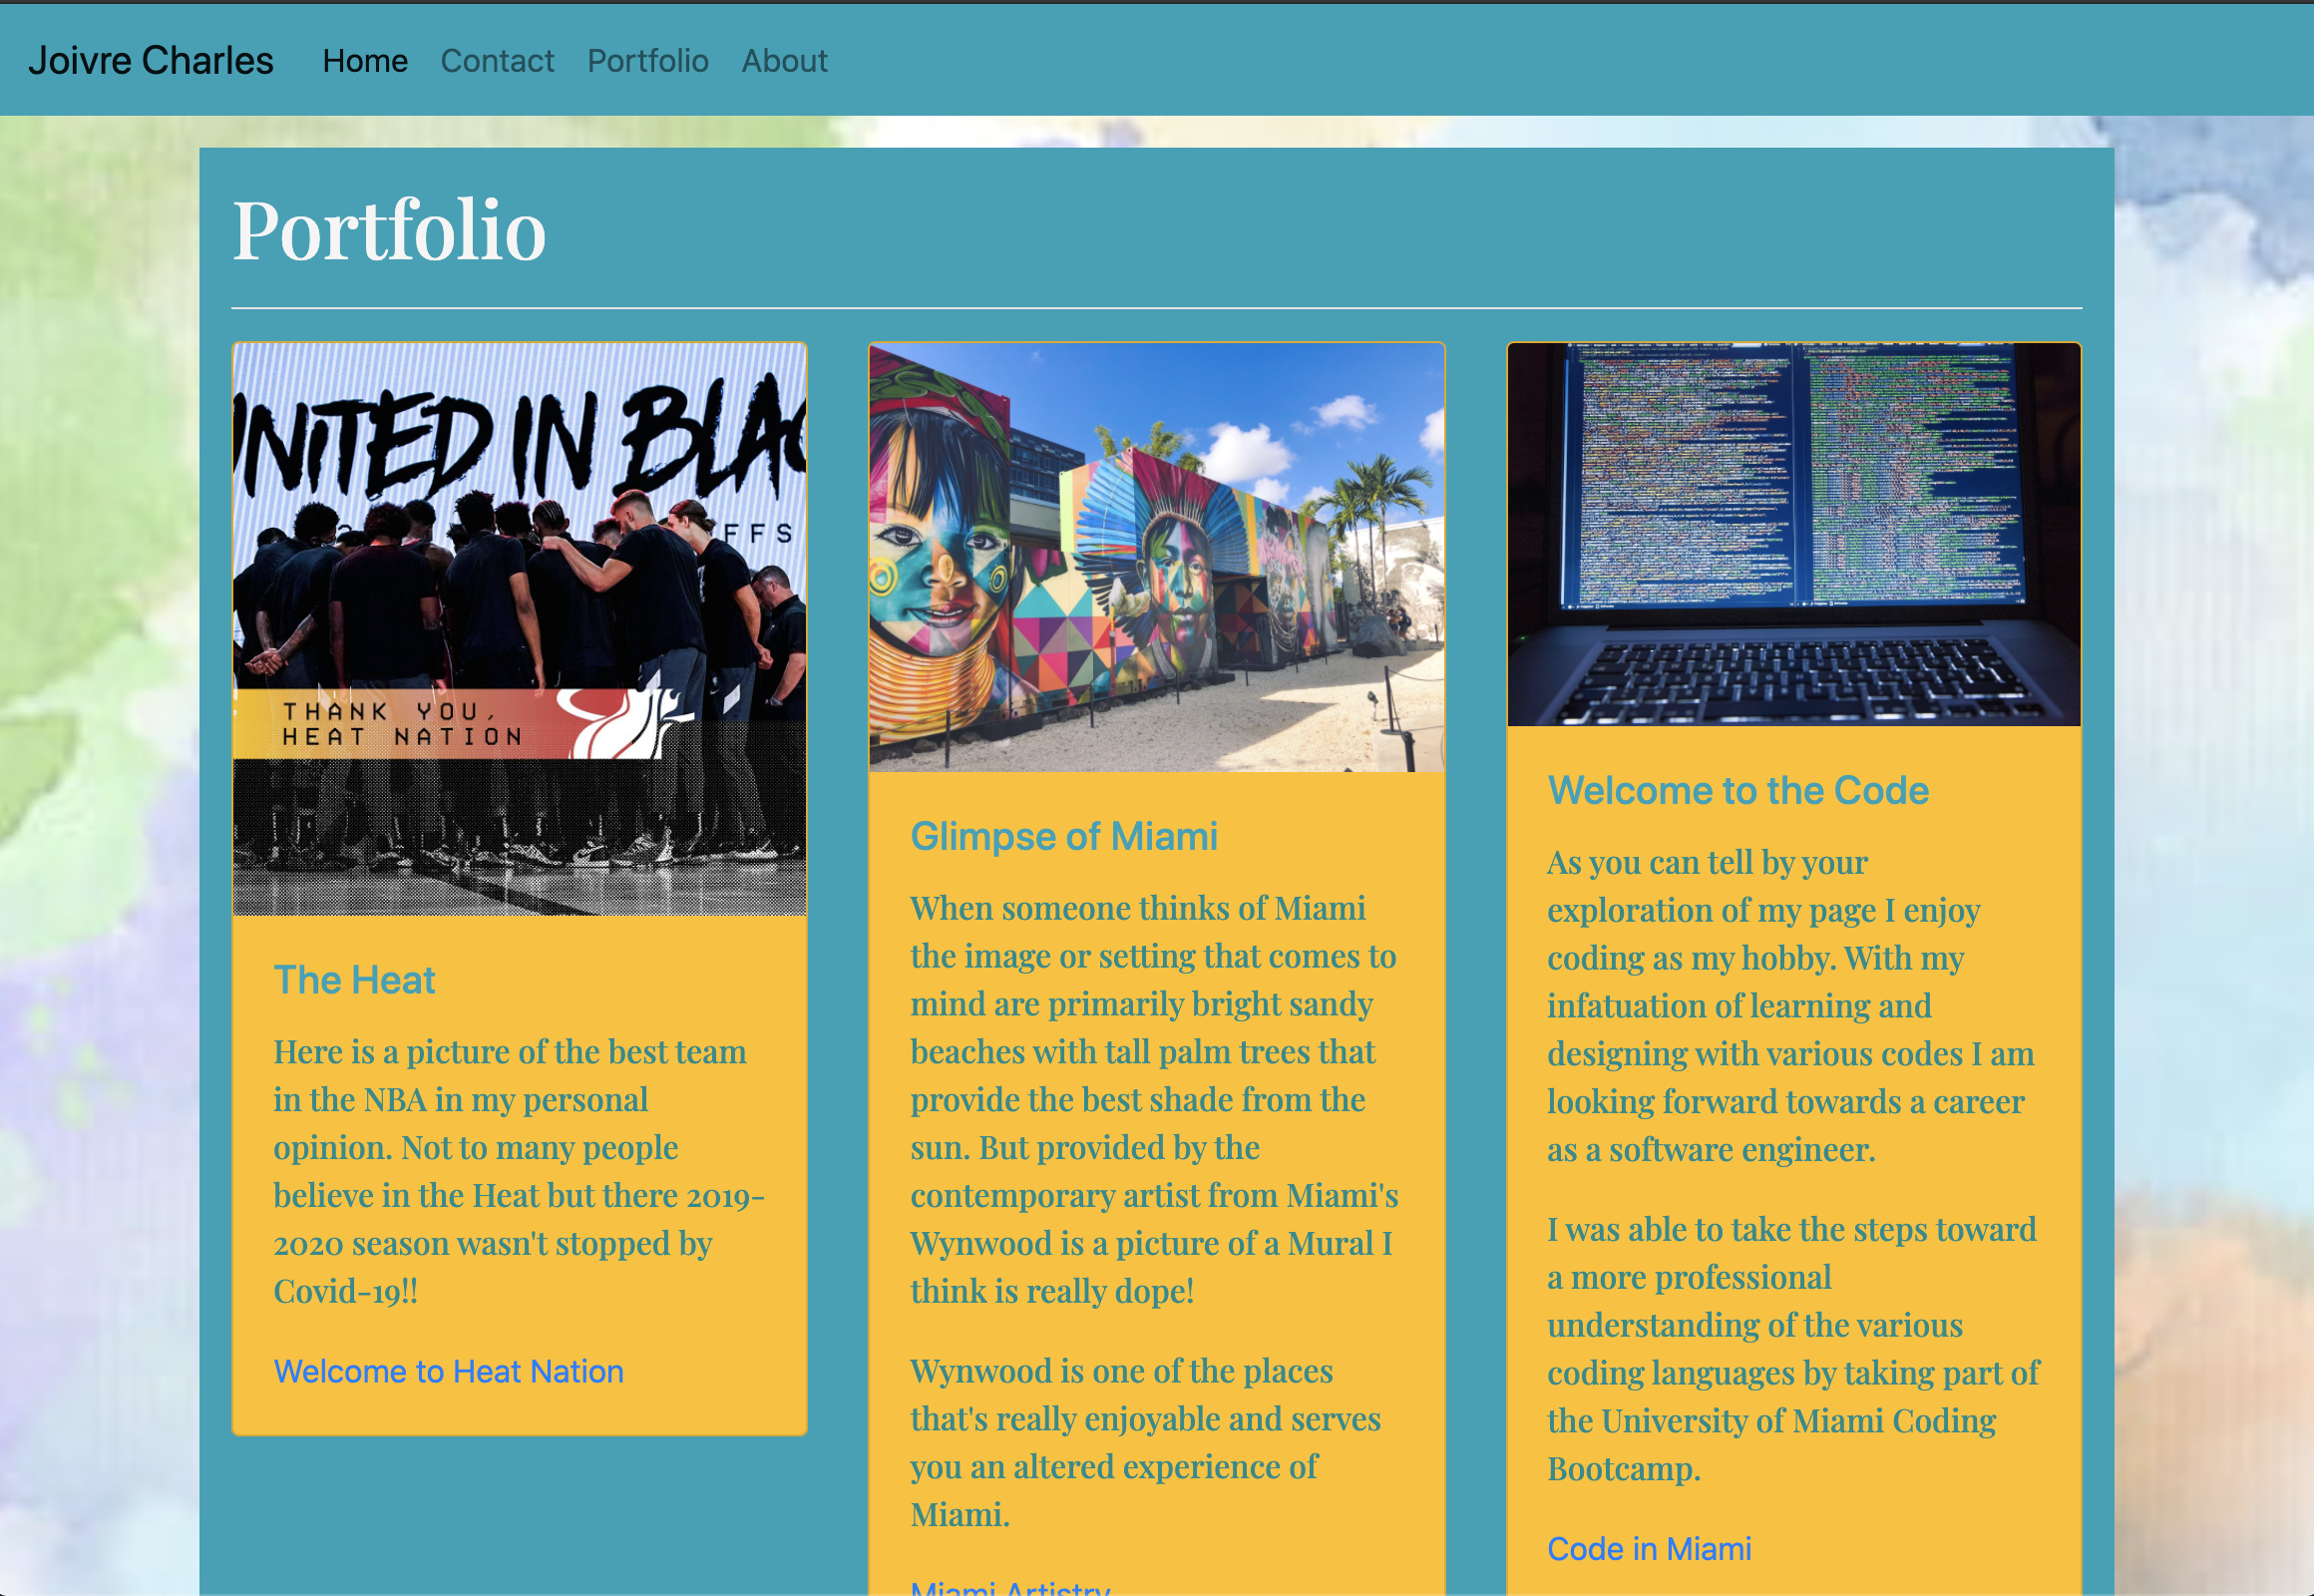 Joivre Charles Home Contact Portfolio About
Portfolio
UNITED IN BLAC
FFS
THANK YOU,
HEAT NATION
The Heat
Here is a picture of the best team
in the NBA in my personal
opinion. Not to many people
believe in the Heat but there 2019-
2020 season wasn't stopped by
Covid-19!!
Welcome to Heat Nation
Glimpse of Miami
When someone thinks of Miami
the image or setting that comes to
mind are primarily bright sandy
beaches with tall palm trees that
provide the best shade from the
sun. But provided by the
contemporary artist from Miami's
Wynwood is a picture of a Mural I
think is really dope!
Wynwood is one of the places
that's really enjoyable and serves
you an altered experience of
Miami.
Miami Artistry
Welcome to the Code
As you can tell by your
exploration of my page I enjoy
coding as my hobby. With my
infatuation of learning and
designing with various codes I am
looking forward towards a career
as a software engineer.
I was able to take the steps toward
a more professional
understanding of the various
coding languages by taking part of
the University of Miami Coding
Bootcamp.
Code in Miami